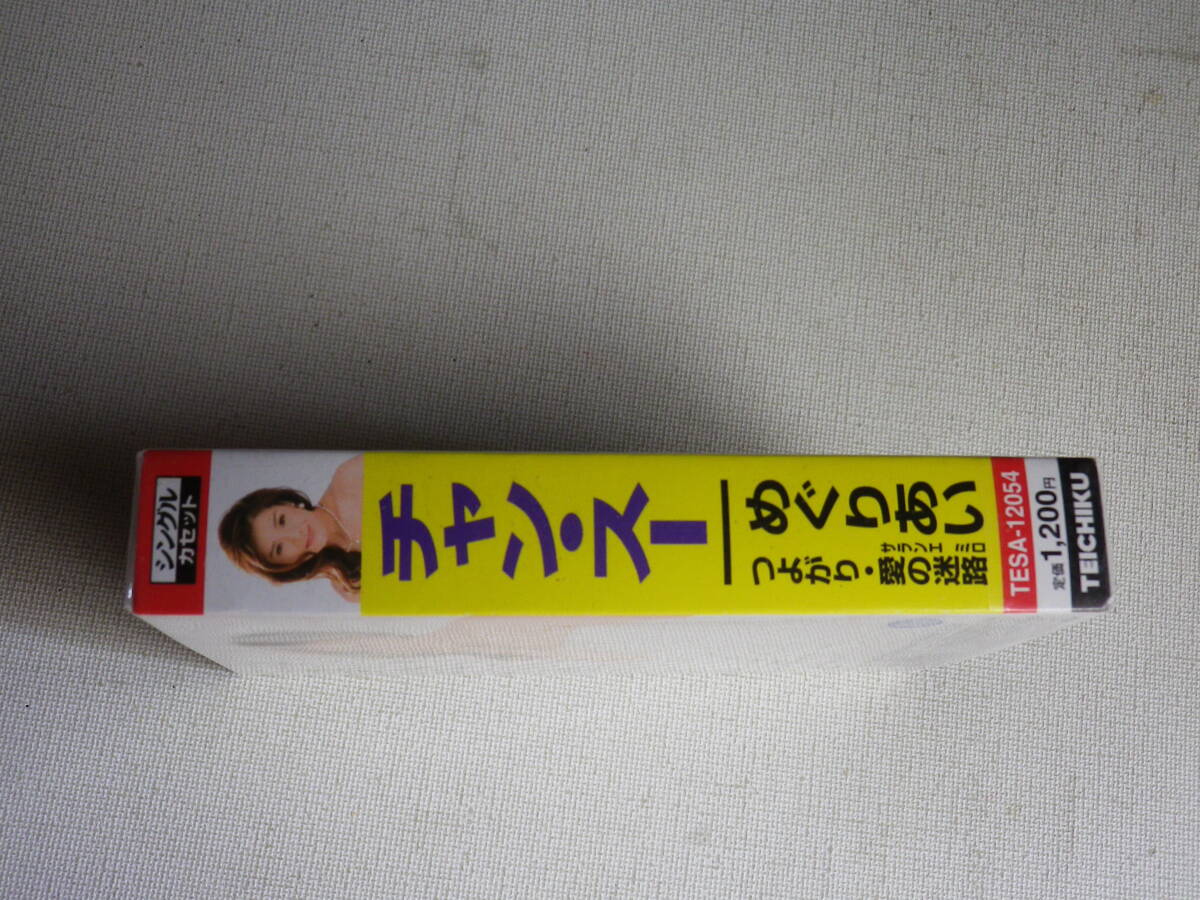 シングル
カセット
チャン・スー
めぐりあい
つよがり・愛の迷路
サランエ ミロ
TESA-12054
定価1,200円
TEICHIKU